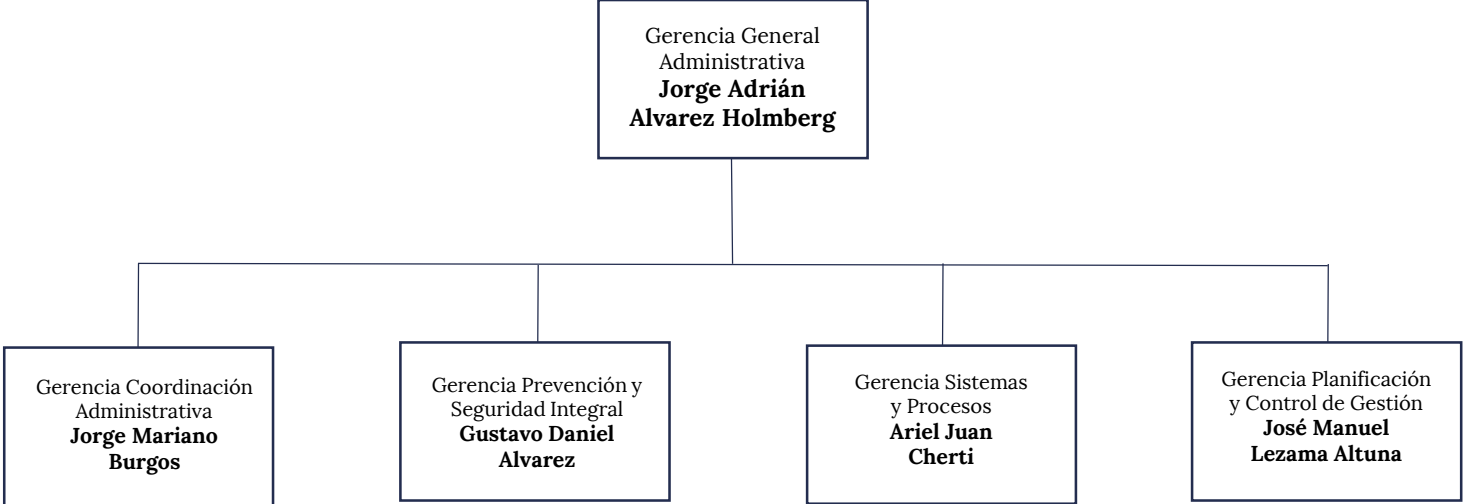 Gerencia General
Administrativa
Jorge Adrián
Alvarez Holmberg
Gerencia Coordinación
Administrativa
Jorge Mariano
Burgos
Gerencia Prevención y
Seguridad Integral
Gustavo Daniel
Alvarez
Gerencia Sistemas
y Procesos
Ariel Juan
Cherti
Gerencia Planificación
y Control de Gestión
José Manuel
Lezama Altuna